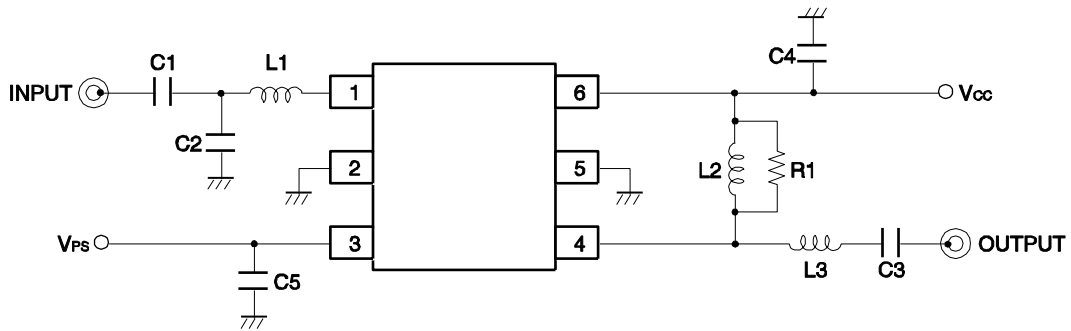 C4
C1
L1
INPUT
1
6
VCC
C2
2
5
L2
R1
VPS
3
4
OUTPUT
C5
L3
C3